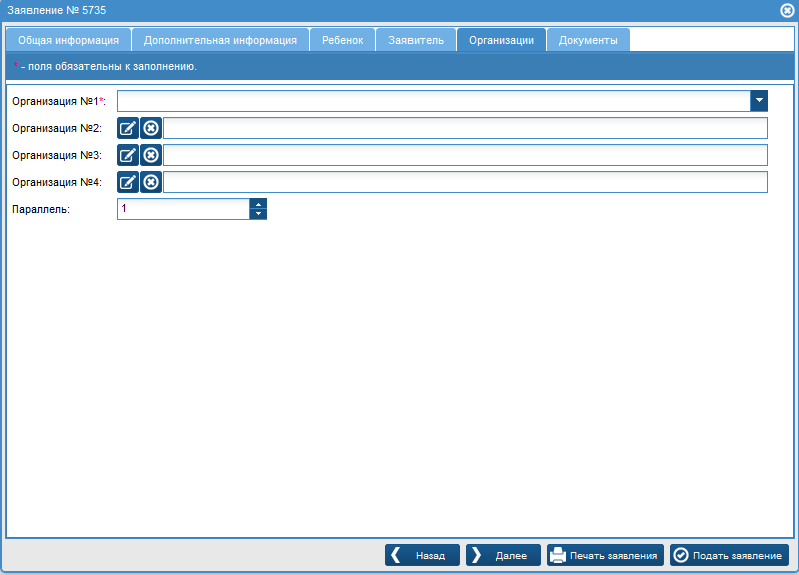 Заявление № 5735
Общая информация Дополнительная информация Ребенок Заявитель Организации Документы
* - поля обязательны к заполнению.
Организация №1*:
Организация №2:
Организация №3:
Организация №4:
Параллель: 1
Назад Далее Печать заявления Подать заявление